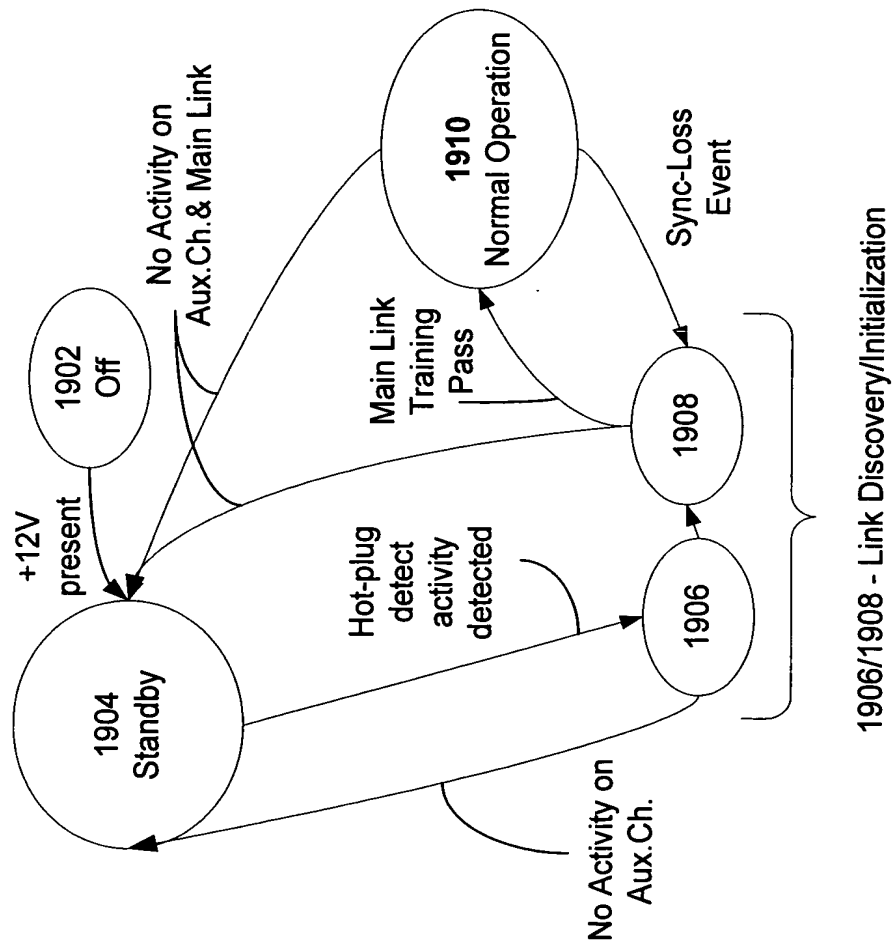 1902
Off
+12V
present
1904
Standby
No Activity on
Aux.Ch.& Main Link
Hot-plug
detect
activity
detected
Main Link
Training
Pass
1910
Normal Operation
No Activity on
Aux.Ch.
1906
1908
Sync-Loss
Event
1906/1908 - Link Discovery/Initialization